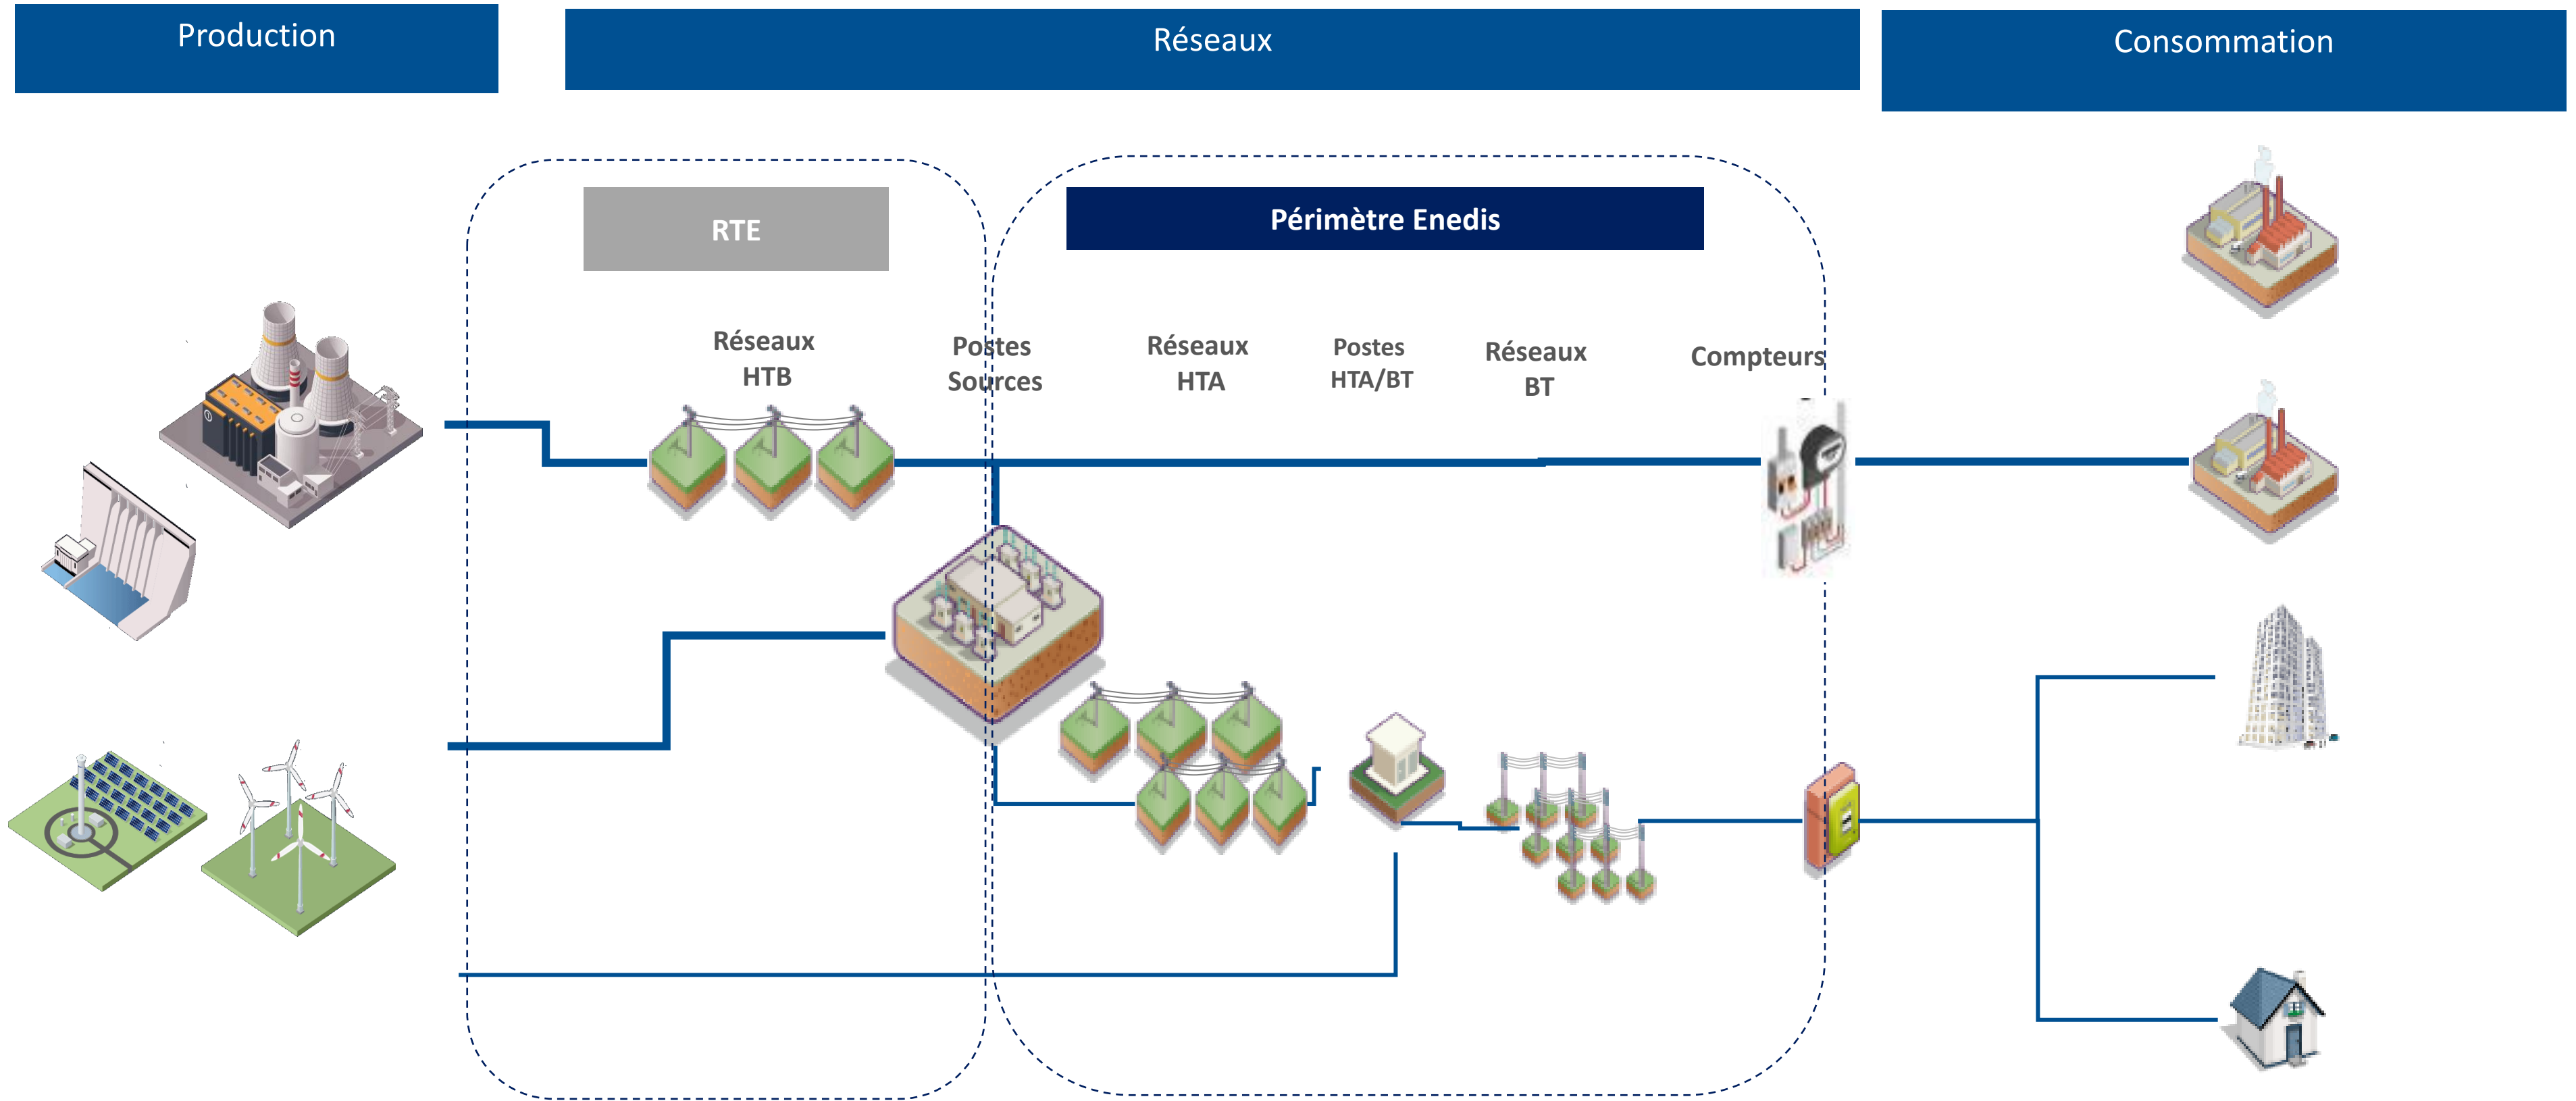 Production
Réseaux
Consommation
RTE
Périmètre Enedis
Réseaux
HTB
Postes
Sources
Réseaux
HTA
Postes
HTA/BT
Réseaux
BT
Compteurs